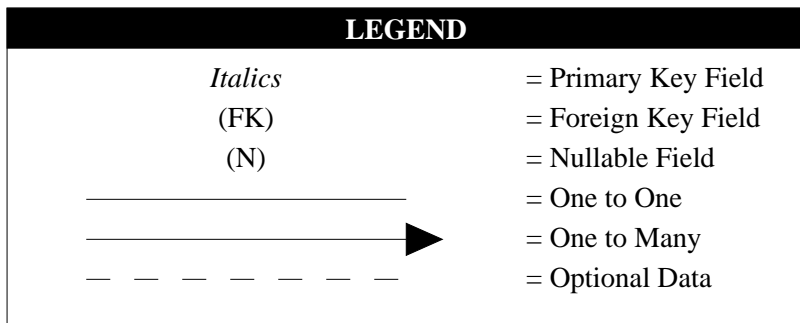 LEGEND
Italics = Primary Key Field
(FK) = Foreign Key Field
(N) = Nullable Field
= One to One
= One to Many
= Optional Data